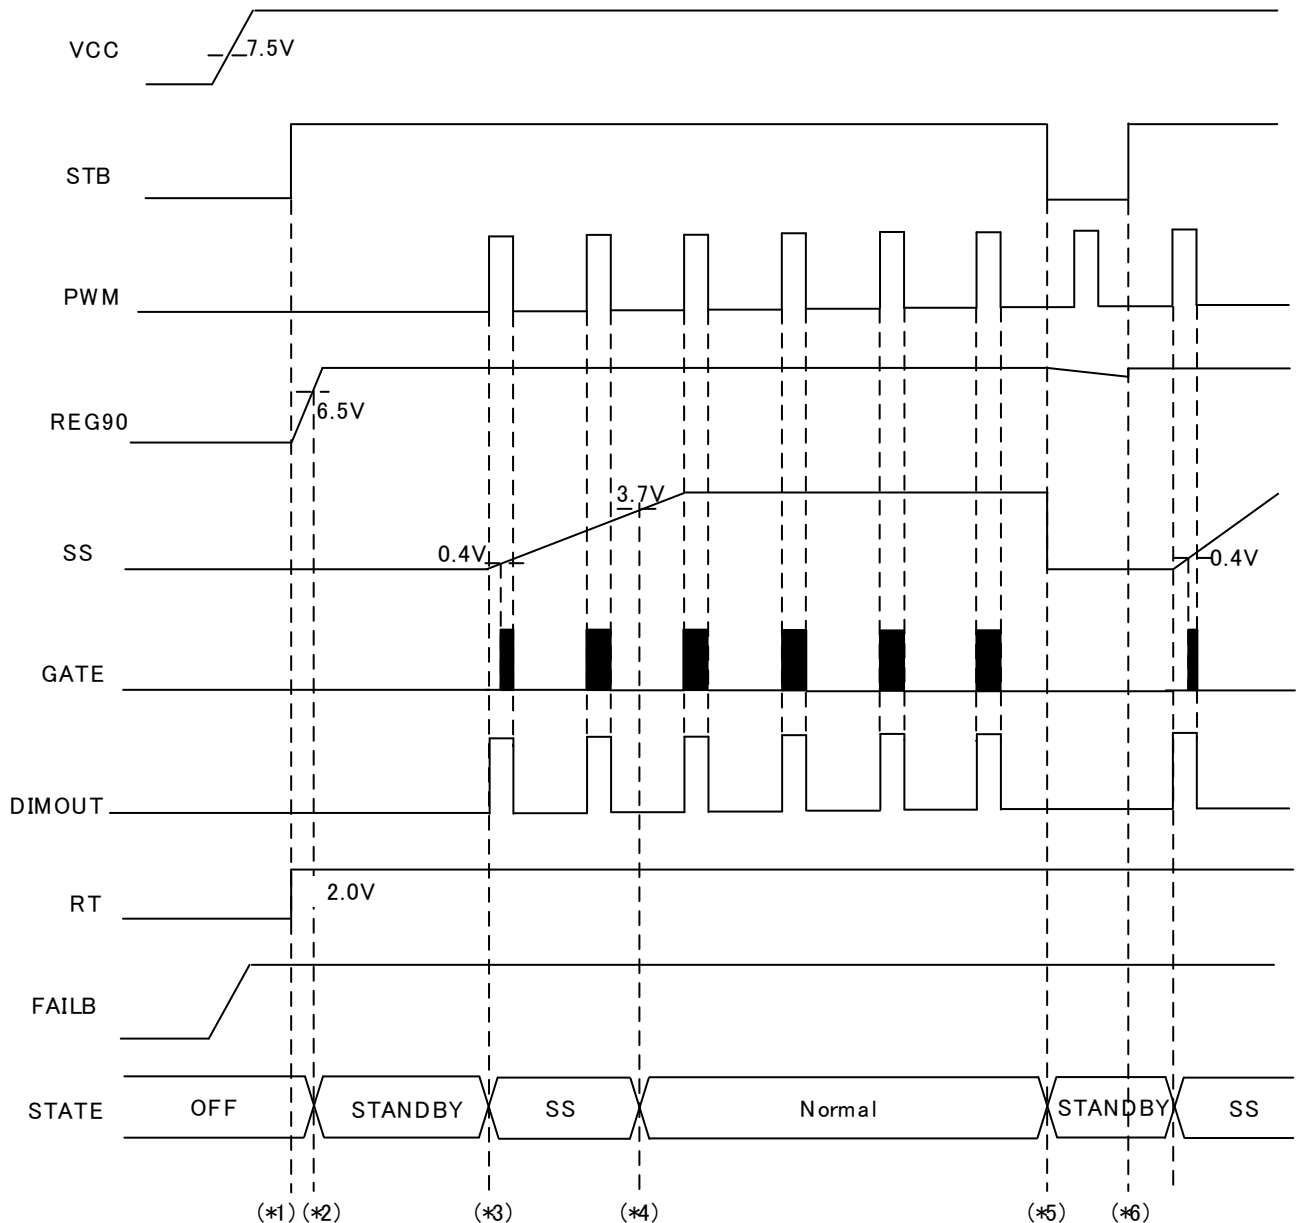 VCC
7.5V
STB
PWM
REG90
6.5V
SS
0.4V
3.7V
0.4V
GATE
DIMOUT
RT
2.0V
FAILB
STATE
OFF
STANDBY
SS
Normal
STANDBY
SS
(*1) (*2) (*3) (*4) (*5) (*6)